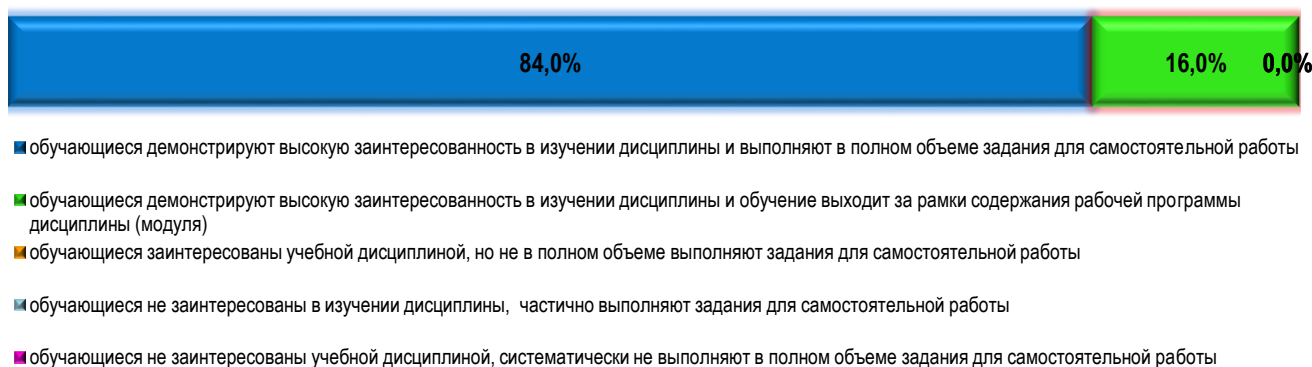 84,0% 16,0% 0,0%
обучающиеся демонстрируют высокую заинтересованность в изучении дисциплины и выполняют в полном объеме задания для самостоятельной работы
обучающиеся демонстрируют высокую заинтересованность в изучении дисциплины и обучение выходит за рамки содержания рабочей программы
дисциплины (модуля)
обучающиеся заинтересованы учебной дисциплиной, но не в полном объеме выполняют задания для самостоятельной работы
обучающиеся не заинтересованы в изучении дисциплины, частично выполняют задания для самостоятельной работы
обучающиеся не заинтересованы учебной дисциплиной, систематически не выполняют в полном объеме задания для самостоятельной работы